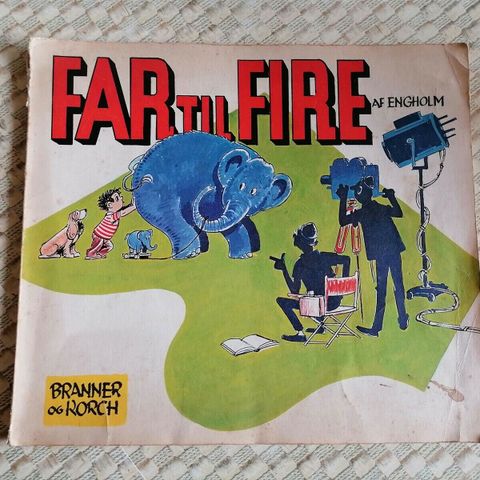 FAR TIL FIRE
AF ENGHOLM
BRANNER
OG KORCH